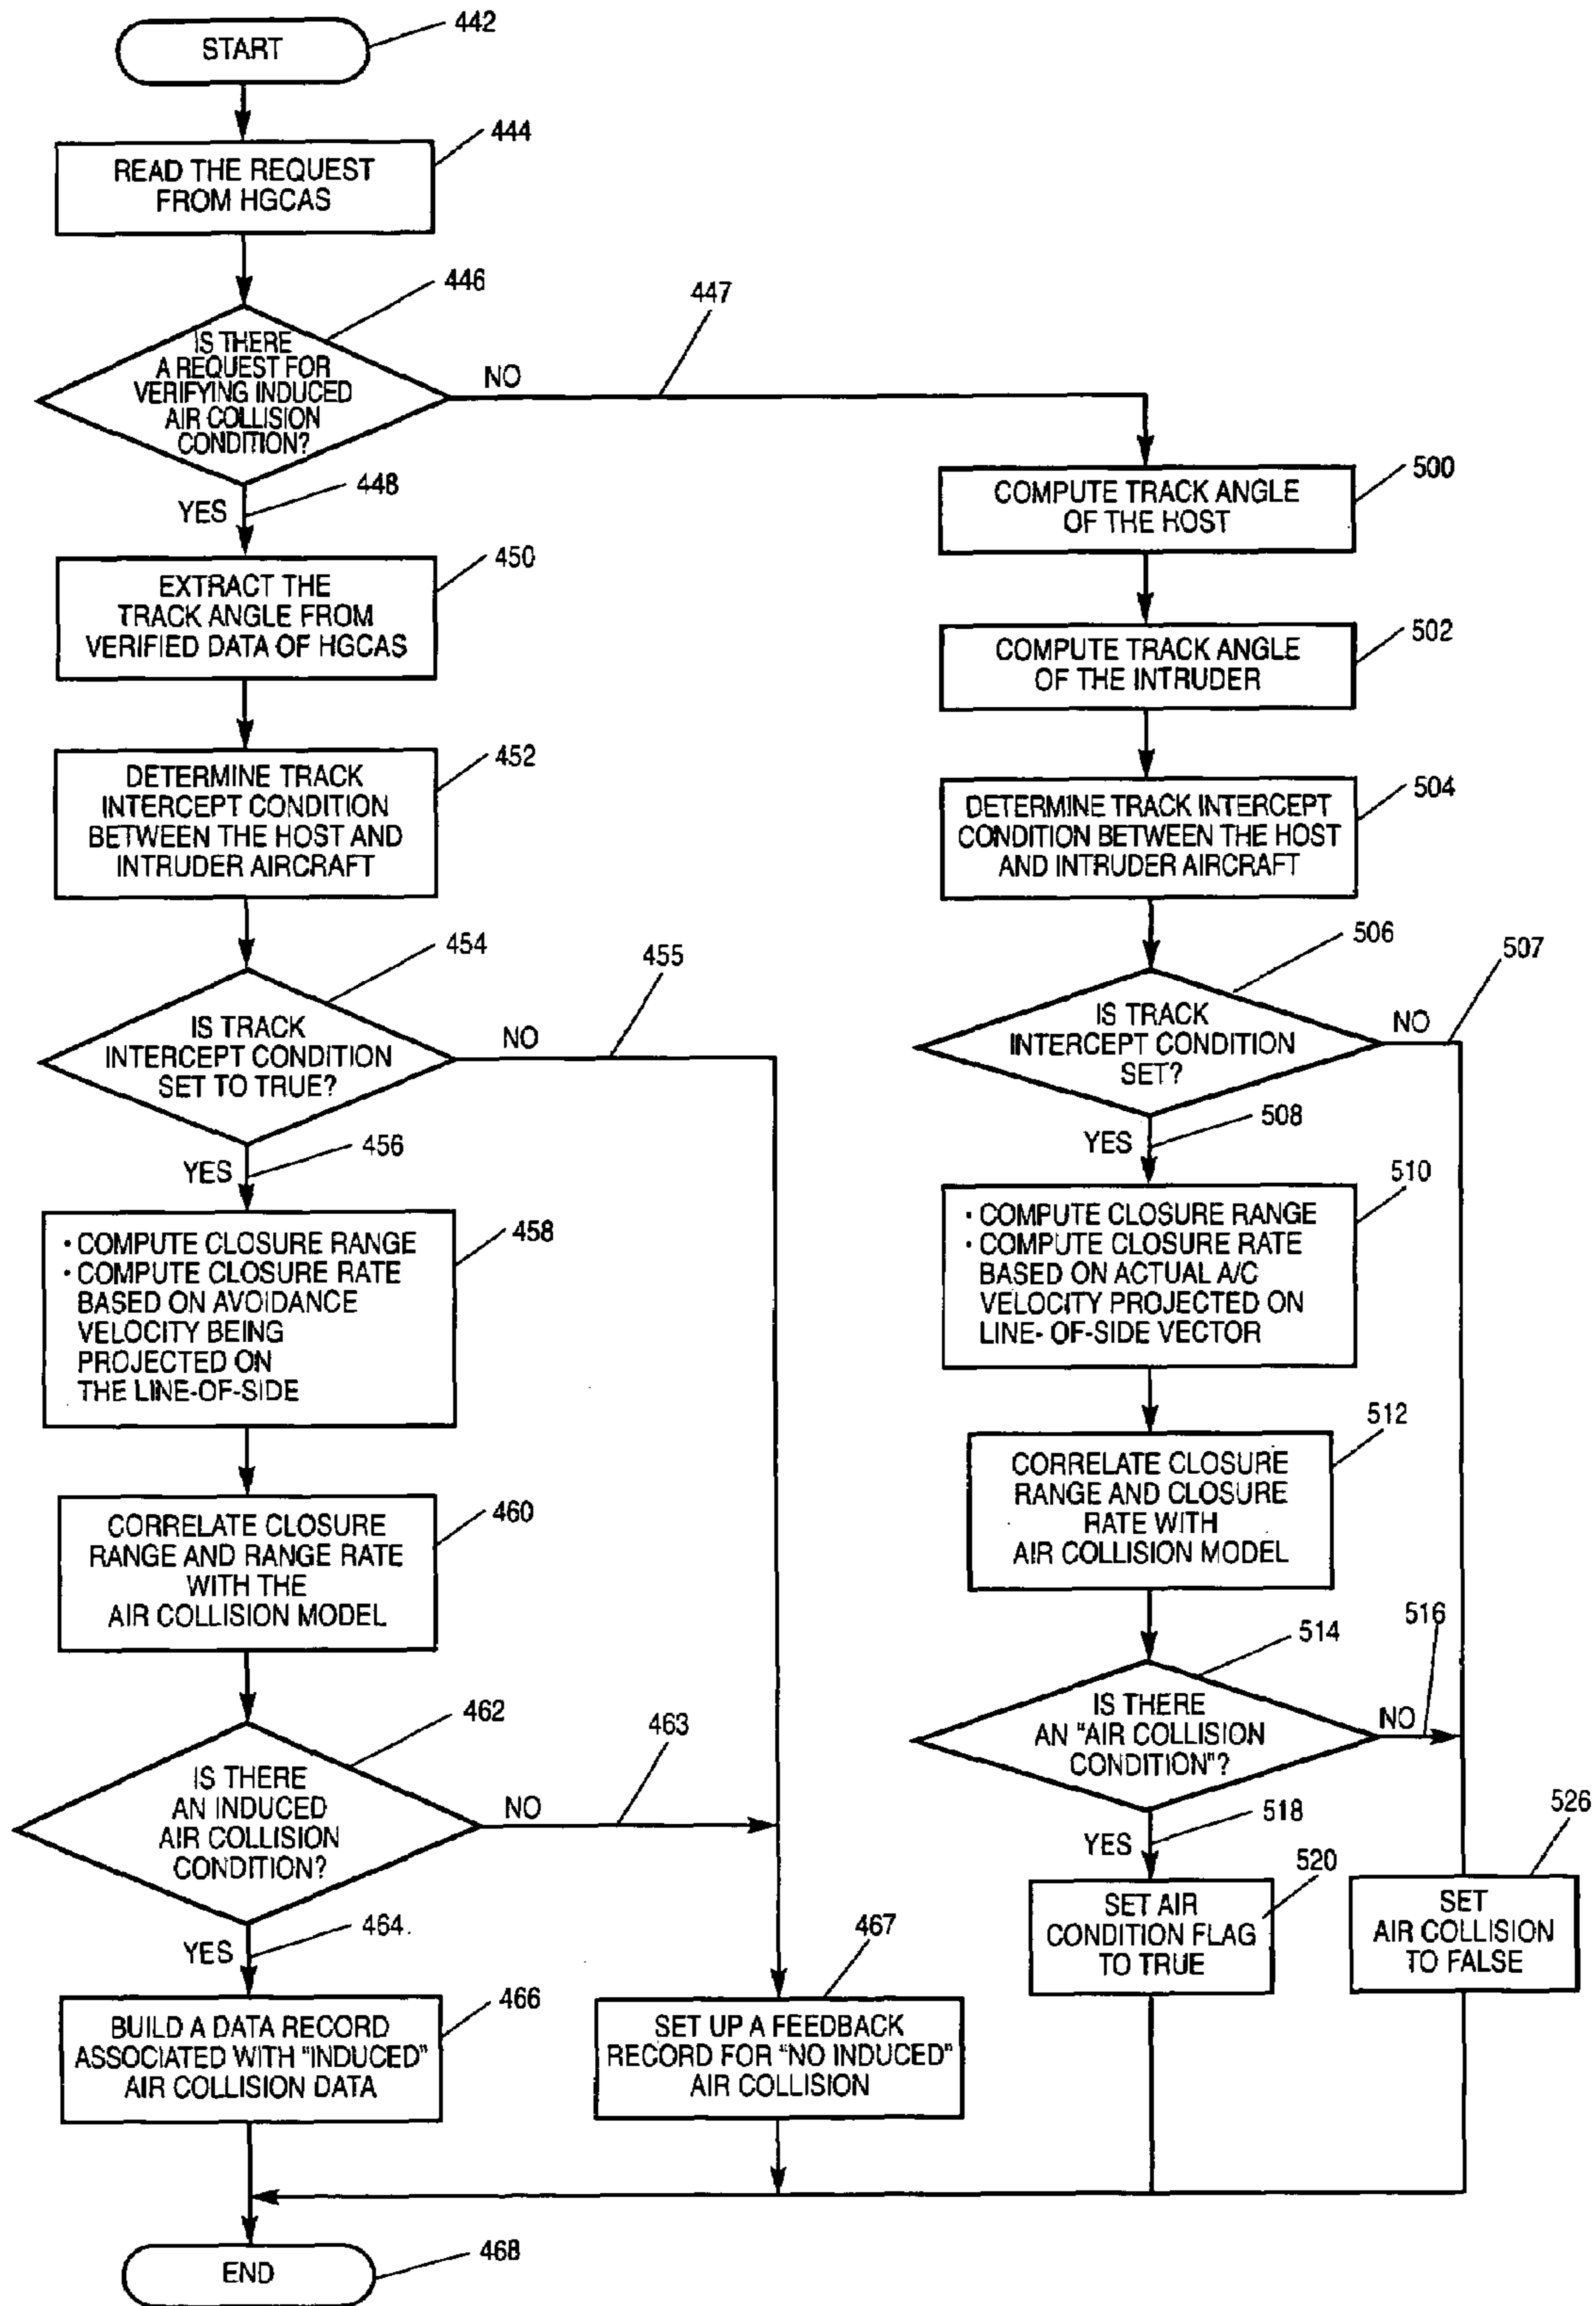 START
442
READ THE REQUEST
FROM HGCAS
444
IS THERE
A REQUEST FOR
VERIFYING INDUCED
AIR COLLISION
CONDITION?
446
NO
447
YES
448
EXTRACT THE
TRACK ANGLE FROM
VERIFIED DATA OF HGCAS
450
DETERMINE TRACK
INTERCEPT CONDITION
BETWEEN THE HOST AND
INTRUDER AIRCRAFT
452
IS TRACK
INTERCEPT CONDITION
SET TO TRUE?
454
NO
455
YES
456
• COMPUTE CLOSURE RANGE
• COMPUTE CLOSURE RATE
BASED ON AVOIDANCE
VELOCITY BEING
PROJECTED ON
THE LINE-OF-SIDE
458
CORRELATE CLOSURE
RANGE AND RANGE RATE
WITH THE
AIR COLLISION MODEL
460
IS THERE
AN INDUCED
AIR COLLISION
CONDITION?
462
NO
463
YES
464
BUILD A DATA RECORD
ASSOCIATED WITH "INDUCED"
AIR COLLISION DATA
466
SET UP A FEEDBACK
RECORD FOR "NO INDUCED"
AIR COLLISION
467
END
468
COMPUTE TRACK ANGLE
OF THE HOST
500
COMPUTE TRACK ANGLE
OF THE INTRUDER
502
DETERMINE TRACK INTERCEPT
CONDITION BETWEEN THE HOST
AND INTRUDER AIRCRAFT
504
IS TRACK
INTERCEPT CONDITION
SET?
506
NO
507
YES
508
• COMPUTE CLOSURE RANGE
• COMPUTE CLOSURE RATE
BASED ON ACTUAL A/C
VELOCITY PROJECTED ON
LINE- OF-SIDE VECTOR
510
CORRELATE CLOSURE
RANGE AND CLOSURE
RATE WITH
AIR COLLISION MODEL
512
IS THERE
AN "AIR COLLISION
CONDITION"?
514
NO
516
YES
518
SET AIR
CONDITION FLAG
TO TRUE
520
SET
AIR COLLISION
TO FALSE
526